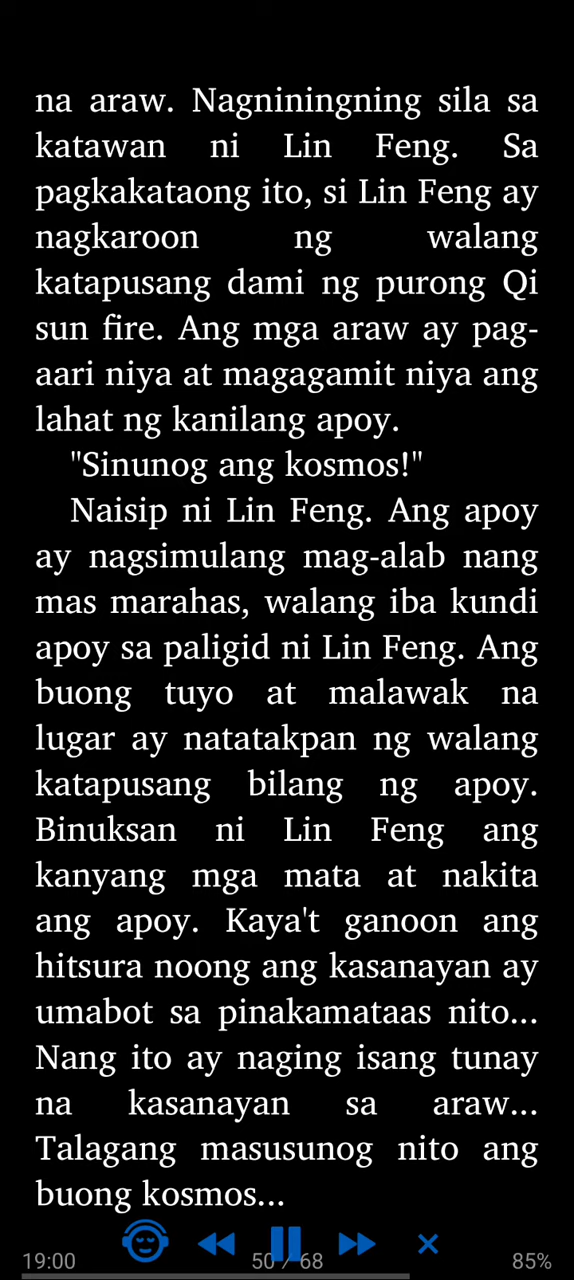 na araw. Nagniningning sila sa
katawan ni Lin Feng. Sa
pagkakataong ito, si Lin Feng ay
nagkaroon ng walang
katapusang dami ng purong Qi
sun fire. Ang mga araw ay pag-
aari niya at magagamit niya ang
lahat ng kanilang apoy.
"Sinunog ang kosmos!"
Naisip ni Lin Feng. Ang apoy
ay nagsimulang mag-alab nang
mas marahas, walang iba kundi
apoy sa paligid ni Lin Feng. Ang
buong tuyo at malawak na
lugar ay natatakpan ng walang
katapusang bilang ng apoy.
Binuksan ni Lin Feng ang
kanyang mga mata at nakita
ang apoy. Kaya't ganoon ang
hitsura noong ang kasanayan ay
umabot sa pinakamataas nito...
Nang ito ay naging isang tunay
na kasanayan sa araw...
Talagang masusunog nito ang
buong kosmos...
19:00 50 / 68 85%